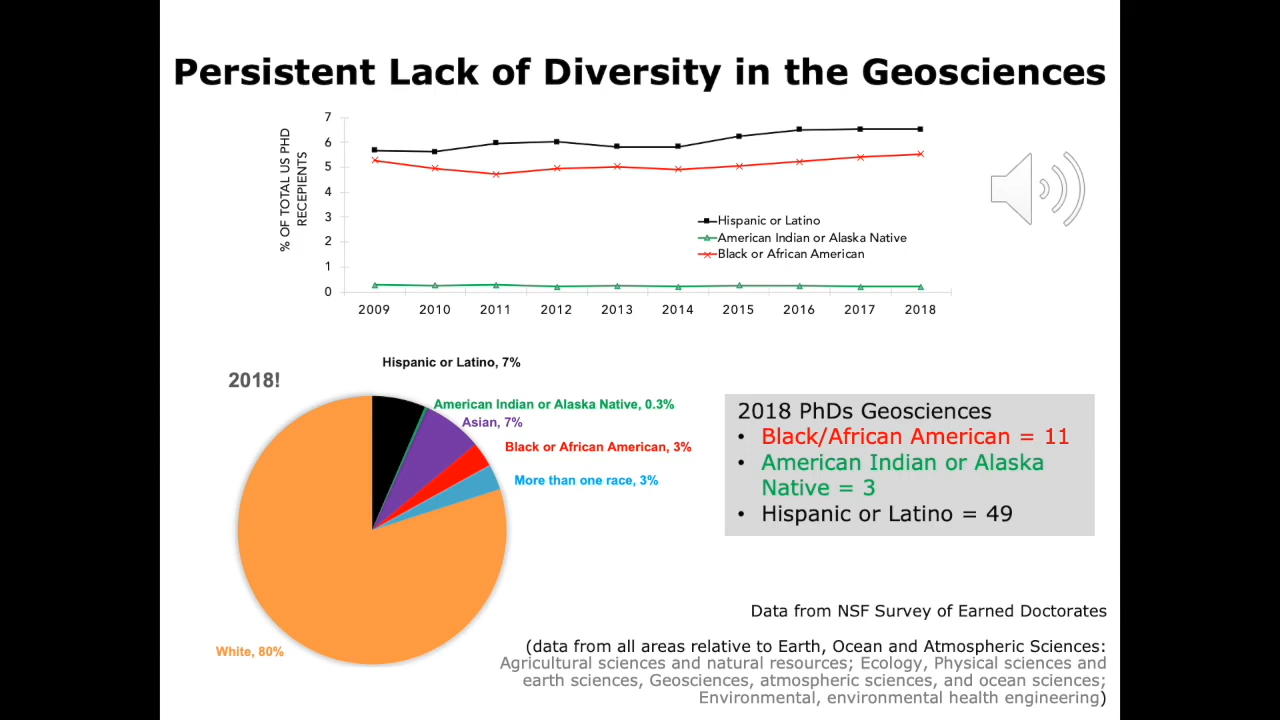 Persistent Lack of Diversity in the Geosciences
% OF TOTAL US PHD
RECEPIENTS
7
6
5
4
3
2
1
0
Hispanic or Latino
American Indian or Alaska Native
Black or African American
2009 2010 2011 2012 2013 2014 2015 2016 2017 2018
2018!
Hispanic or Latino, 7%
American Indian or Alaska Native, 0.3%
Asian, 7%
Black or African American, 3%
More than one race, 3%
White, 80%
2018 PhDs Geosciences
• Black/African American = 11
• American Indian or Alaska
Native = 3
• Hispanic or Latino = 49
Data from NSF Survey of Earned Doctorates
(data from all areas relative to Earth, Ocean and Atmospheric Sciences:
Agricultural sciences and natural resources; Ecology, Physical sciences and
earth sciences, Geosciences, atmospheric sciences, and ocean sciences;
Environmental, environmental health engineering)